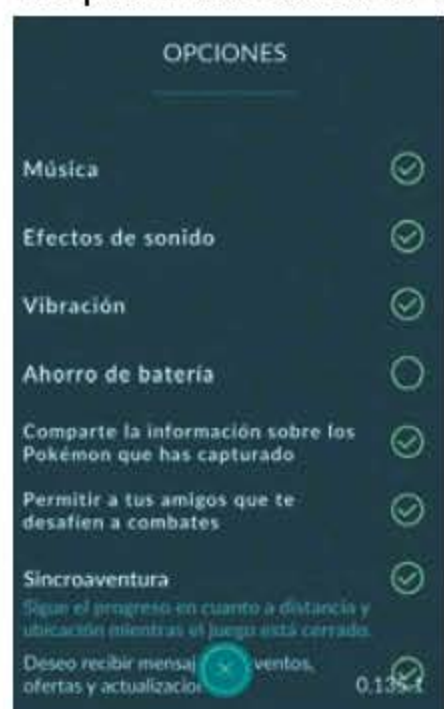 OPCIONES
Música
Efectos de sonido
Vibración
Ahorro de batería
Comparte la información sobre los
Pokémon que has capturado
Permitir a tus amigos que te
desafíen a combates
Sincroaventura
Sigue el progreso en cuanto a distancia y
ubicación mientras el juego está cerrado.
Deseo recibir ventos,
ofertas y